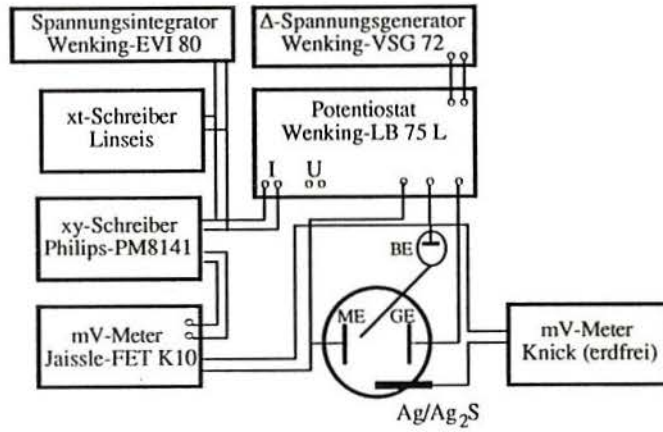 Spannungsintegrator
Wenking-EVI 80
Δ-Spannungsgenerator
Wenking-VSG 72
xt-Schreiber
Linseis
Potentiostat
Wenking-LB 75 L
I U
xy-Schreiber
Philips-PM8141
BE
ME GE
mV-Meter
Jaissle-FET K10
mV-Meter
Knick (erdfrei)
Ag/Ag₂S